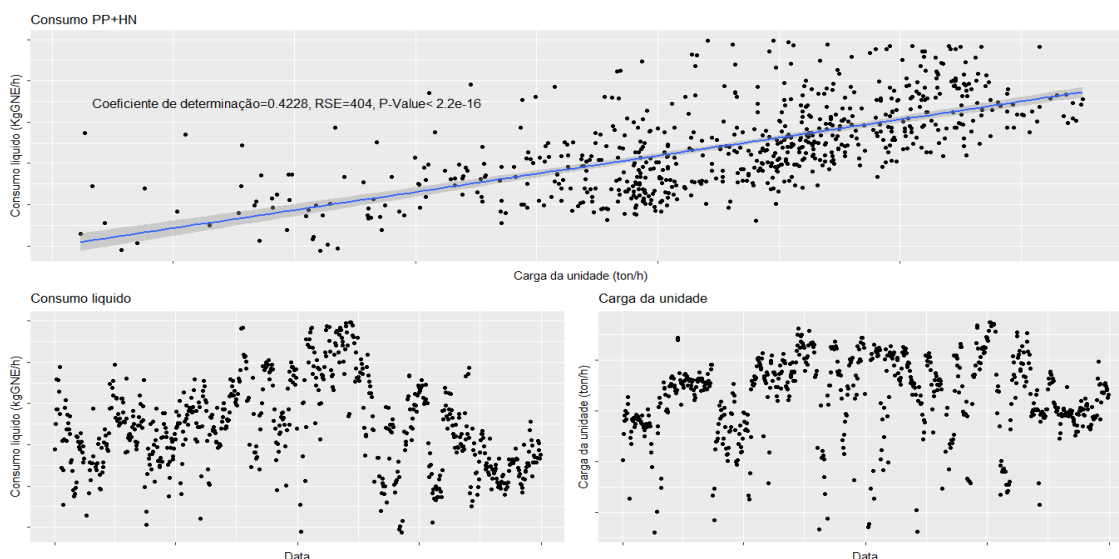 Consumo PP+HN
Consumo liquido (KgGNE/h)
Coeficiente de determinação=0.4228, RSE=404, P-Value< 2.2e-16
Carga da unidade (ton/h)
Consumo liquido
Consumo liquido (kgGNE/h)
Data
Carga da unidade
Carga da unidade (ton/h)
Data